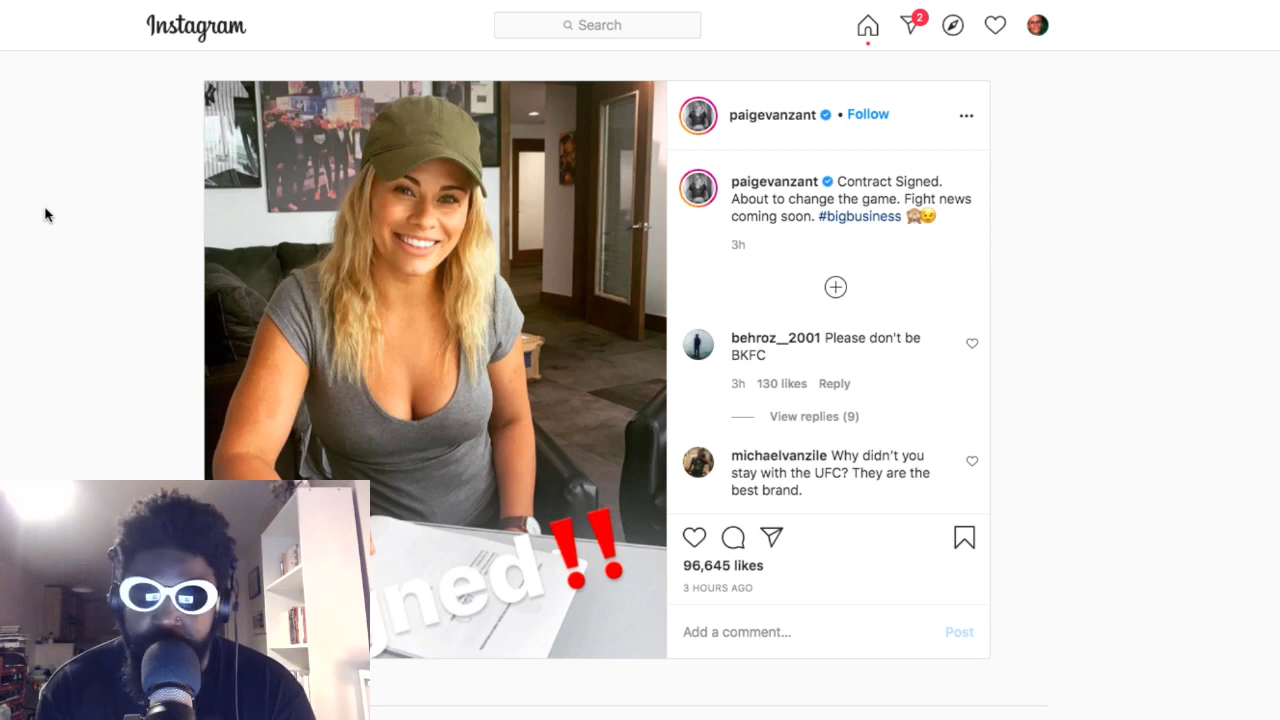 Instagram
Search
2
paigevanzant • Follow
paigevanzant Contract Signed.
About to change the game. Fight news
coming soon. #bigbusiness 🙈😉
3h
behroz__2001 Please don't be
BKFC
3h 130 likes Reply
View replies (9)
michaelvanzile Why didn't you
stay with the UFC? They are the
best brand.
96,645 likes
3 HOURS AGO
Add a comment... Post
gned‼️